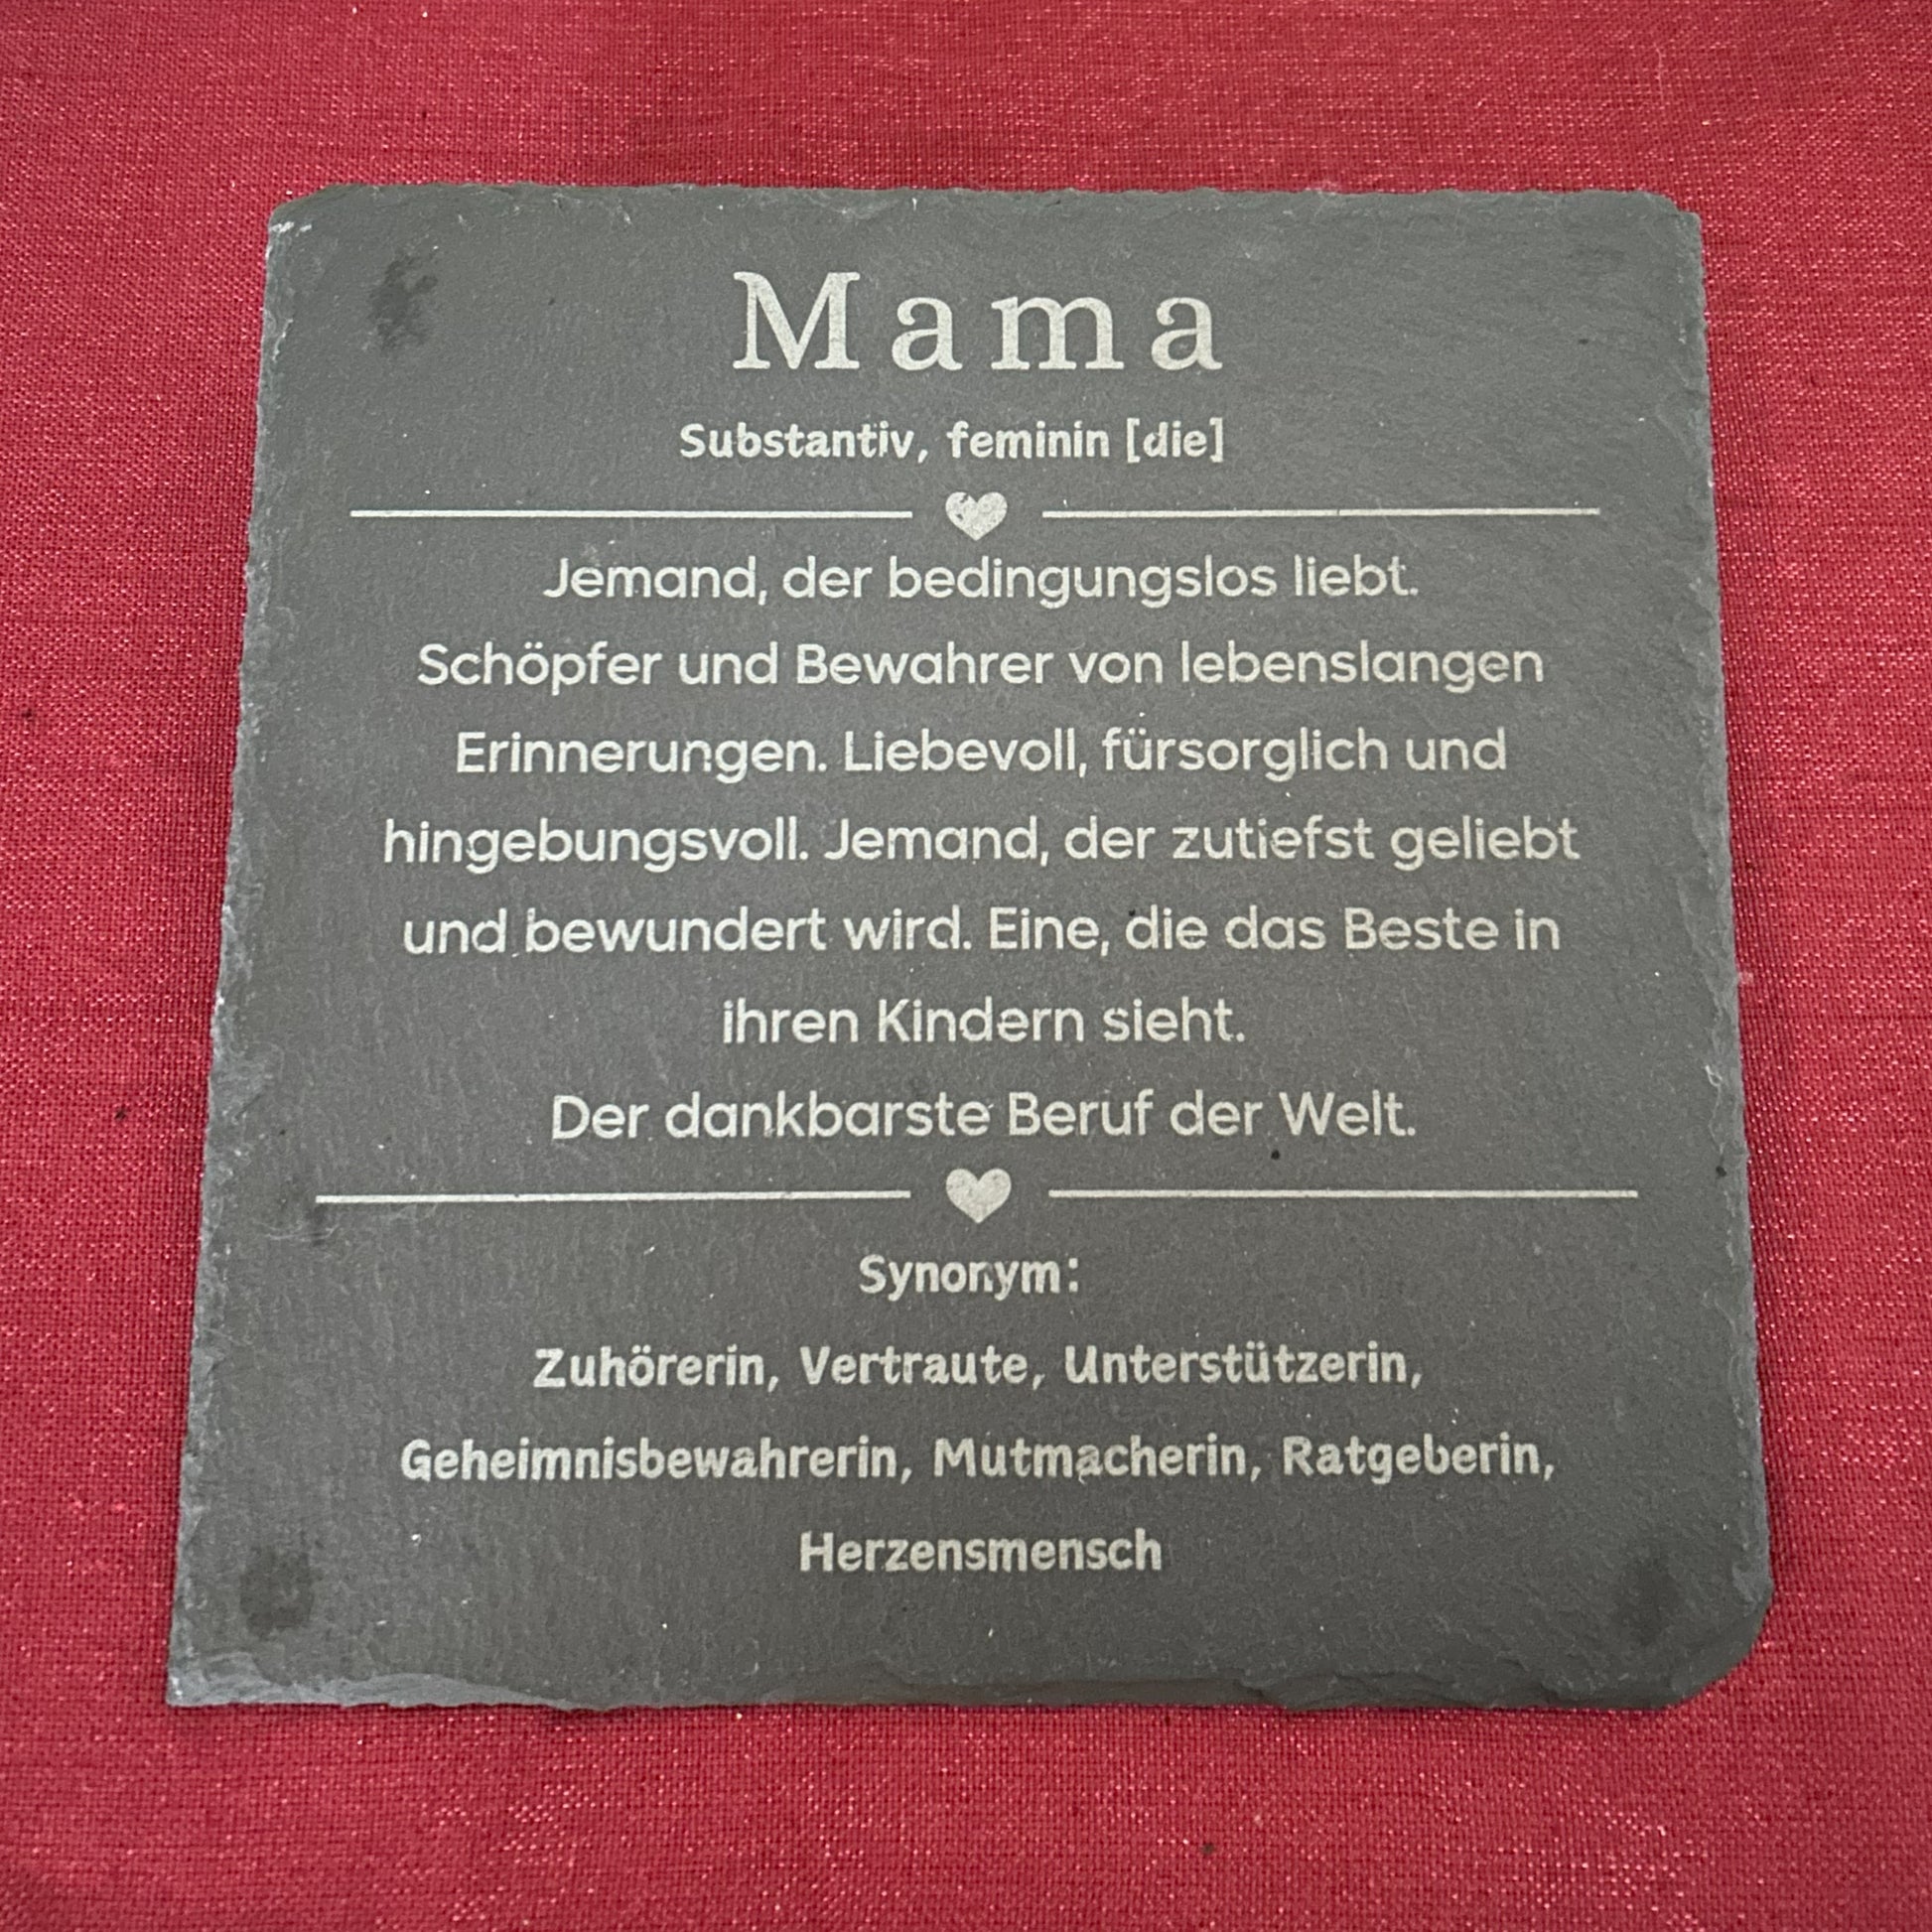 Mama
Substantiv, feminin [die]
Jemand, der bedingungslos liebt.
Schöpfer und Bewahrer von lebenslangen
Erinnerungen. Liebevoll, fürsorglich und
hingebungsvoll. Jemand, der zutiefst geliebt
und bewundert wird. Eine, die das Beste in
ihren Kindern sieht.
Der dankbarste Beruf der Welt.
Synonym:
Zuhörerin, Vertraute, Unterstützerin,
Geheimnisbewahrerin, Mutmacherin, Ratgeberin,
Herzensmensch